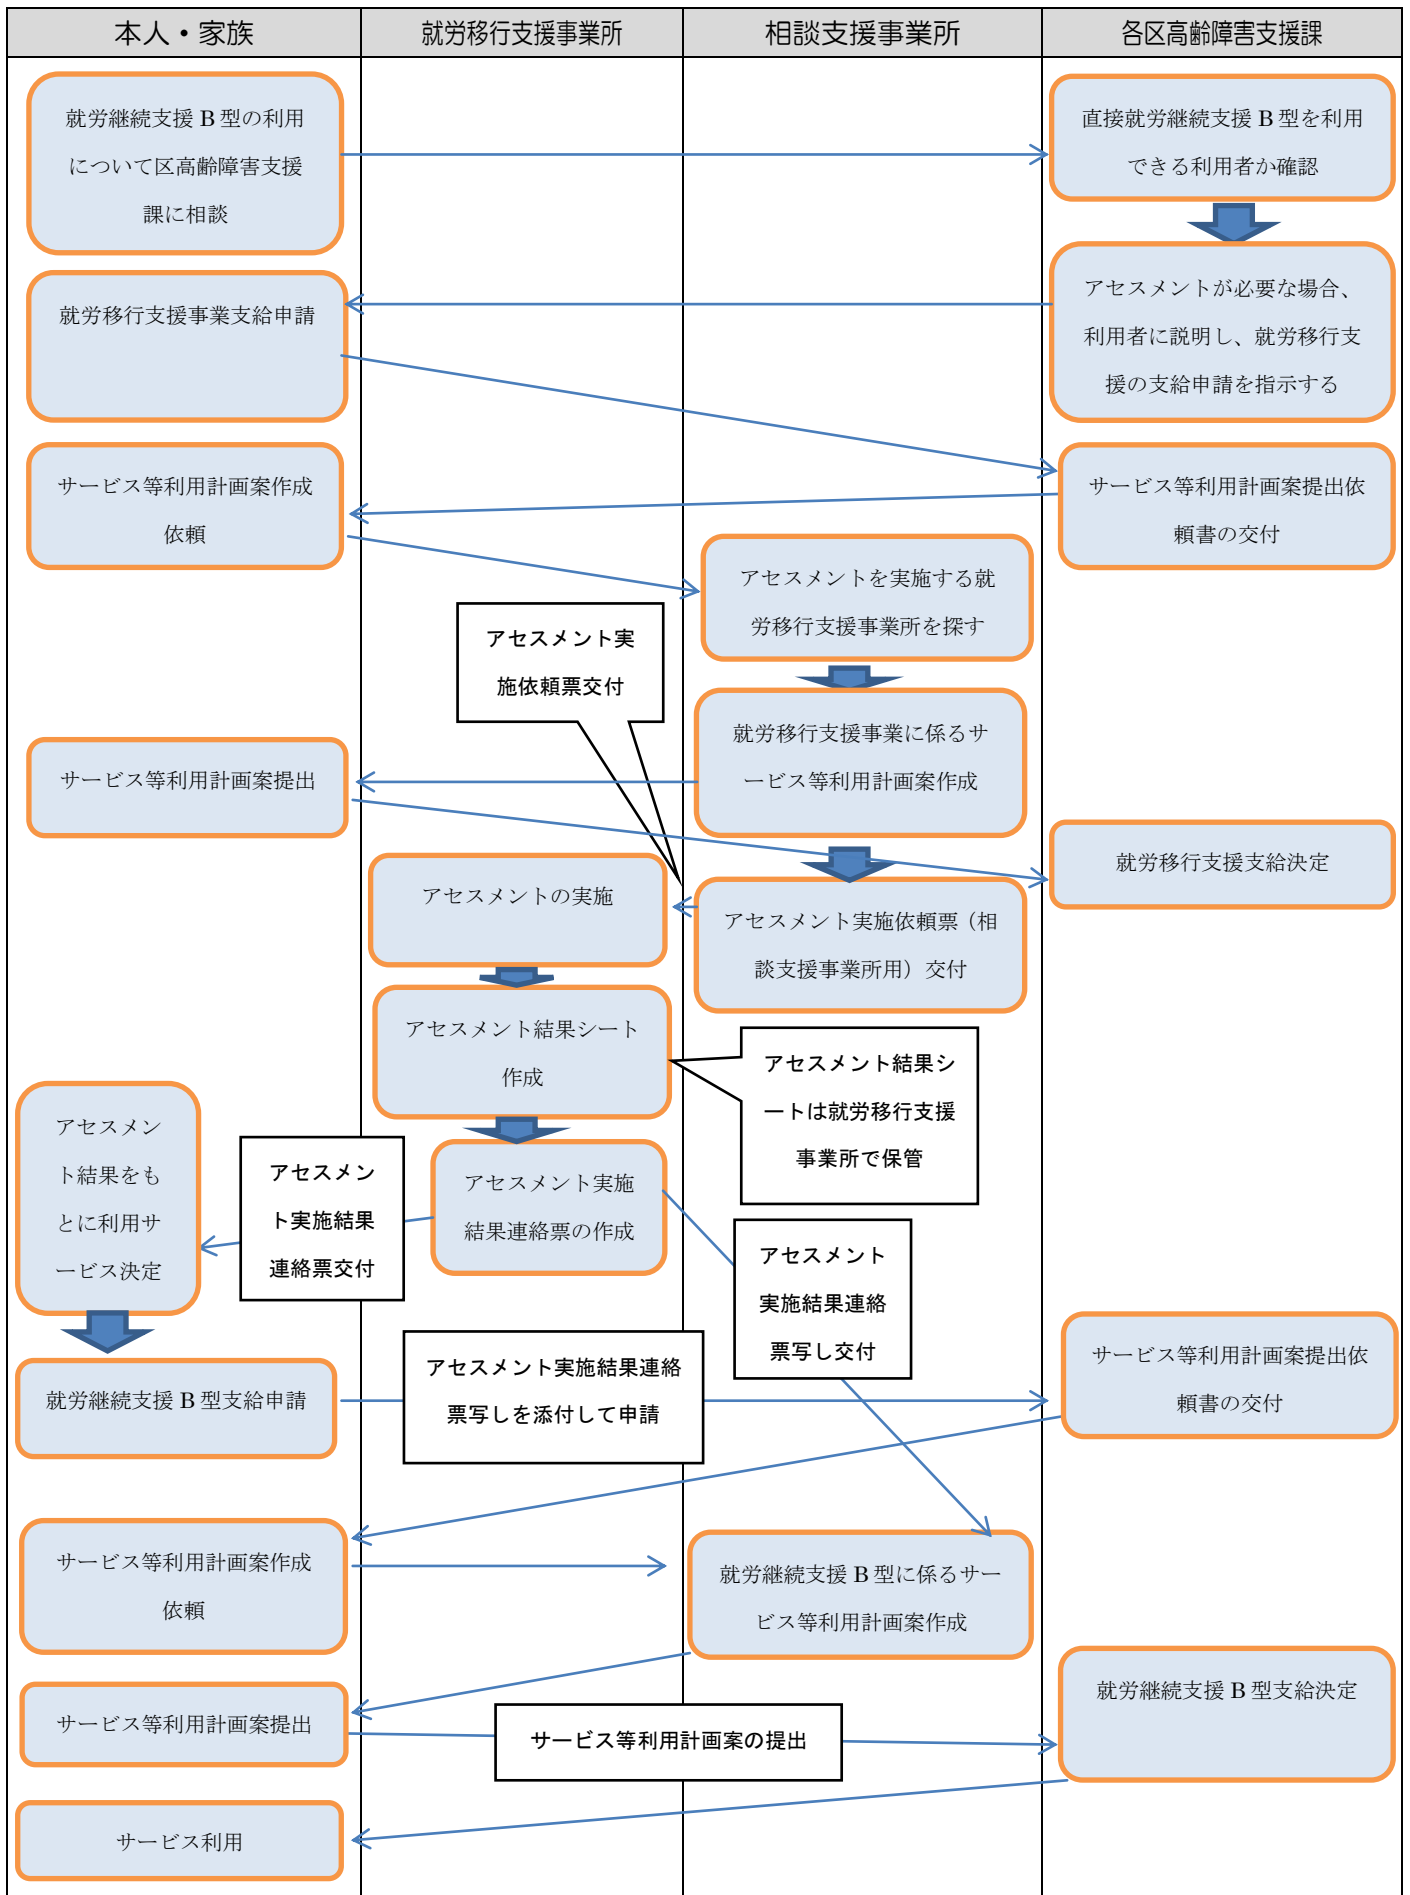 本人・家族
就労移行支援事業所
相談支援事業所
各区高齢障害支援課
就労継続支援 B 型の利用
について区高齢障害支援
課に相談
直接就労継続支援 B 型を利用
できる利用者か確認
アセスメントが必要な場合、
利用者に説明し、就労移行支
援の支給申請を指示する
就労移行支援事業支給申請
サービス等利用計画案提出依
頼書の交付
サービス等利用計画案作成
依頼
アセスメントを実施する就
労移行支援事業所を探す
アセスメント実
施依頼票交付
就労移行支援事業に係るサ
ービス等利用計画案作成
サービス等利用計画案提出
就労移行支援支給決定
アセスメントの実施
アセスメント実施依頼票（相
談支援事業所用）交付
アセスメント結果シート
作成
アセスメント結果シ
ートは就労移行支援
事業所で保管
アセスメント実施
結果連絡票の作成
アセスメン
ト実施結果
連絡票交付
アセスメン
ト結果をも
とに利用サ
ービス決定
アセスメント
実施結果連絡
票写し交付
就労継続支援 B 型支給申請
アセスメント実施結果連絡
票写しを添付して申請
サービス等利用計画案提出依
頼書の交付
サービス等利用計画案作成
依頼
就労継続支援 B 型に係るサー
ビス等利用計画案作成
サービス等利用計画案提出
サービス等利用計画案の提出
就労継続支援 B 型支給決定
サービス利用